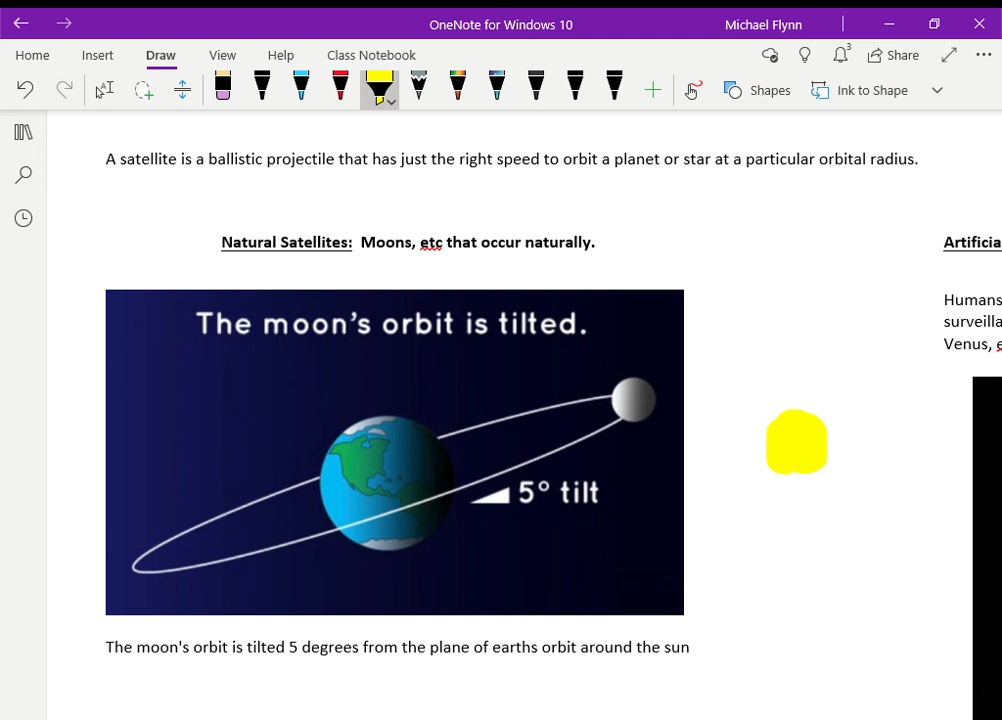 OneNote for Windows 10
Michael Flynn
Home Insert Draw View Help Class Notebook
3
Share
Shapes
Ink to Shape
A satellite is a ballistic projectile that has just the right speed to orbit a planet or star at a particular orbital radius.
Natural Satellites: Moons, etc that occur naturally.
Artificia
The moon's orbit is tilted.
Humans
surveilla
Venus, e
5° tilt
The moon's orbit is tilted 5 degrees from the plane of earths orbit around the sun